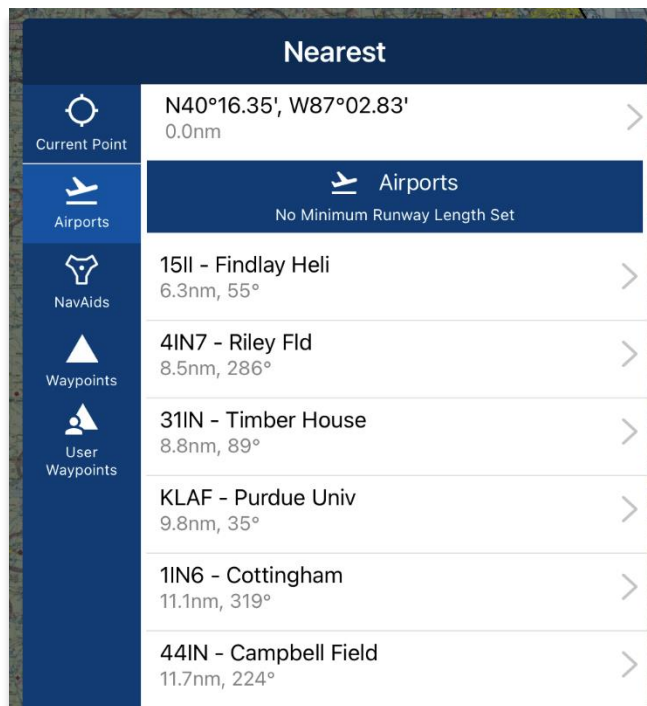 Nearest
Current Point
Airports
NavAids
Waypoints
User
Waypoints
N40°16.35', W87°02.83'
0.0nm
Airports
No Minimum Runway Length Set
15II - Findlay Heli
6.3nm, 55°
4IN7 - Riley Fld
8.5nm, 286°
31IN - Timber House
8.8nm, 89°
KLAF - Purdue Univ
9.8nm, 35°
1IN6 - Cottingham
11.1nm, 319°
44IN - Campbell Field
11.7nm, 224°